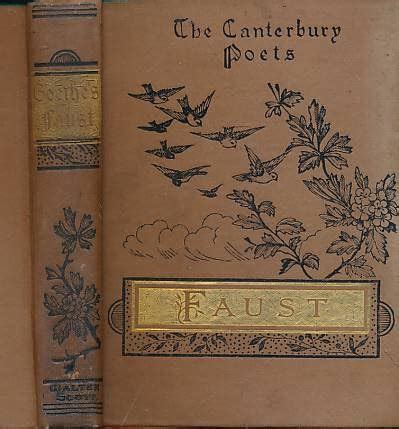 Goethe's
Faust
WALTER
SCOTT
The Canterbury
Poets
FAUST